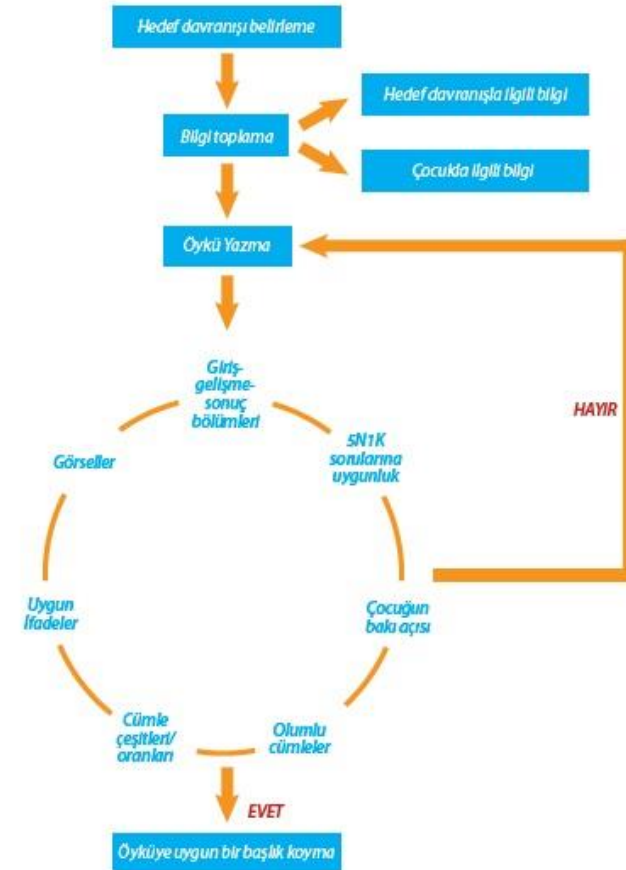 Hedef davranışı belirleme
Hedef davranışla ilgili bilgi
Bilgi toplama
Çocukla ilgili bilgi
Öykü Yazma
Giriş-
gelişme-
sonuç
bölümleri
HAYIR
5N1K
sorularına
uygunluk
Görseller
Uygun
İfadeler
Çocuğun
bakı açısı
Cümle
çeşitleri/
oranları
Olumlu
cümleler
EVET
Öyküye uygun bir başlık koyma